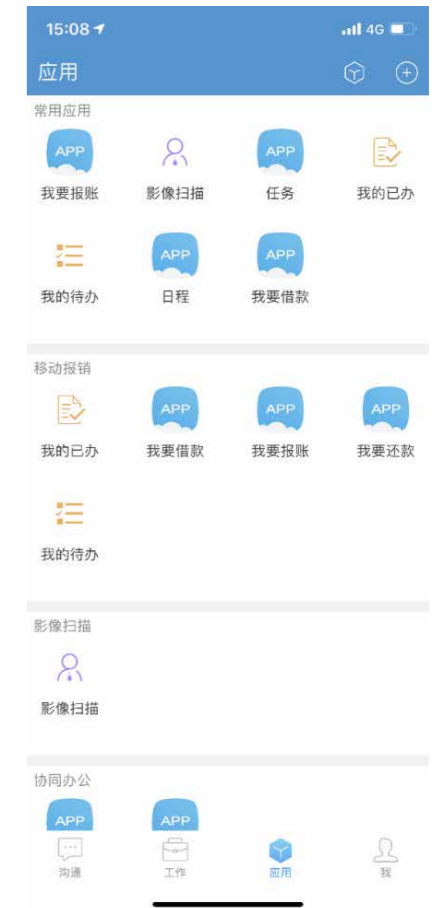 15:08 4G
应用
常用应用
APP APP
我要报账 影像扫描 任务 我的已办
APP APP
我的待办 日程 我要借款
移动报销
APP APP APP
我的已办 我要借款 我要报账 我要还款
我的待办
影像扫描
影像扫描
协同办公
APP APP
沟通 工作 应用 我